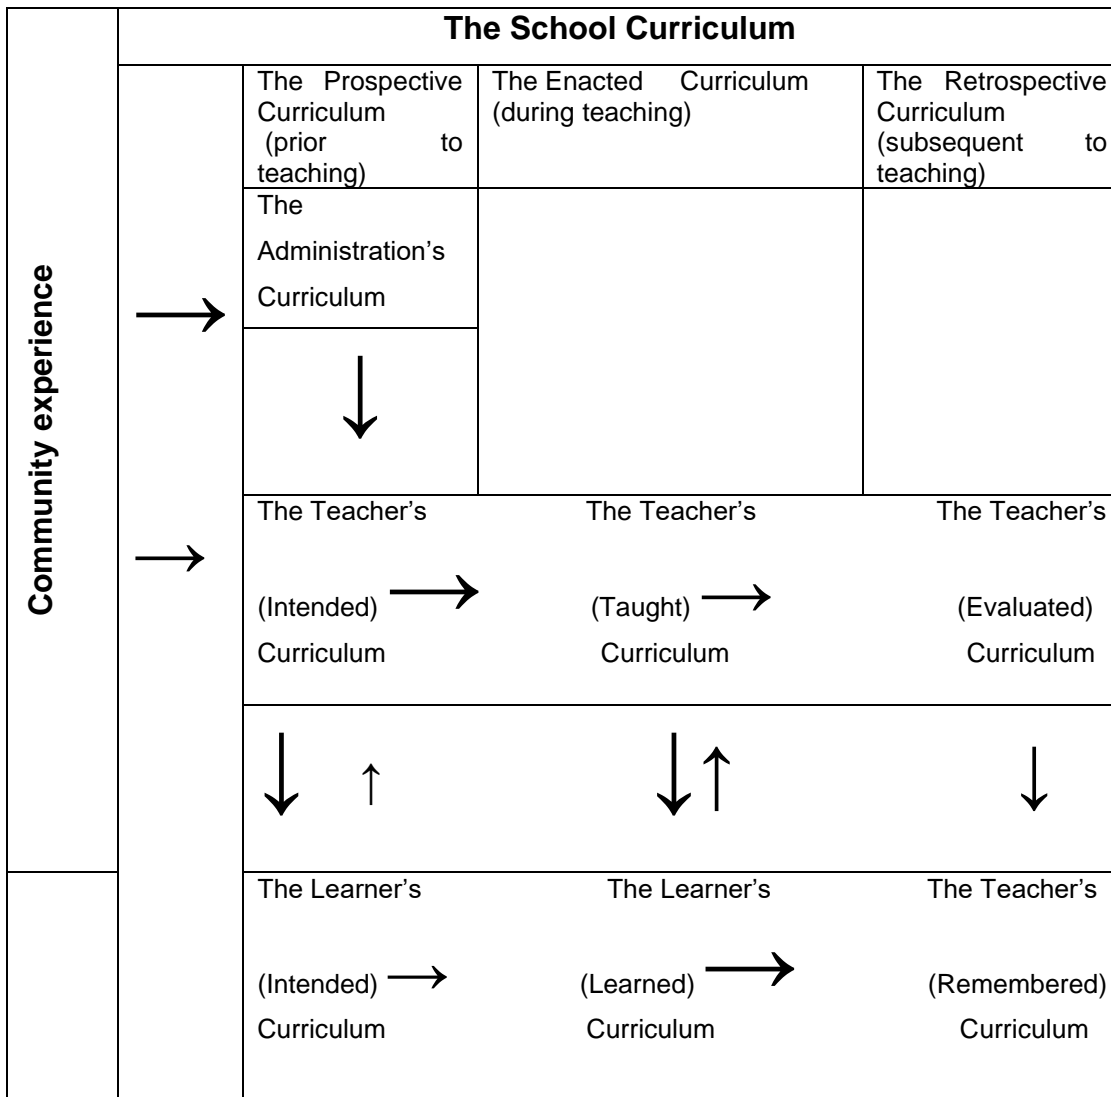 The School Curriculum
Community experience
The Prospective
Curriculum
(prior to
teaching)
The Enacted Curriculum
(during teaching)
The Retrospective
Curriculum
(subsequent to
teaching)
The
Administration's
Curriculum
The Teacher's
(Intended)
Curriculum
The Teacher's
(Taught)
Curriculum
The Teacher's
(Evaluated)
Curriculum
The Learner's
(Intended)
Curriculum
The Learner's
(Learned)
Curriculum
The Teacher's
(Remembered)
Curriculum